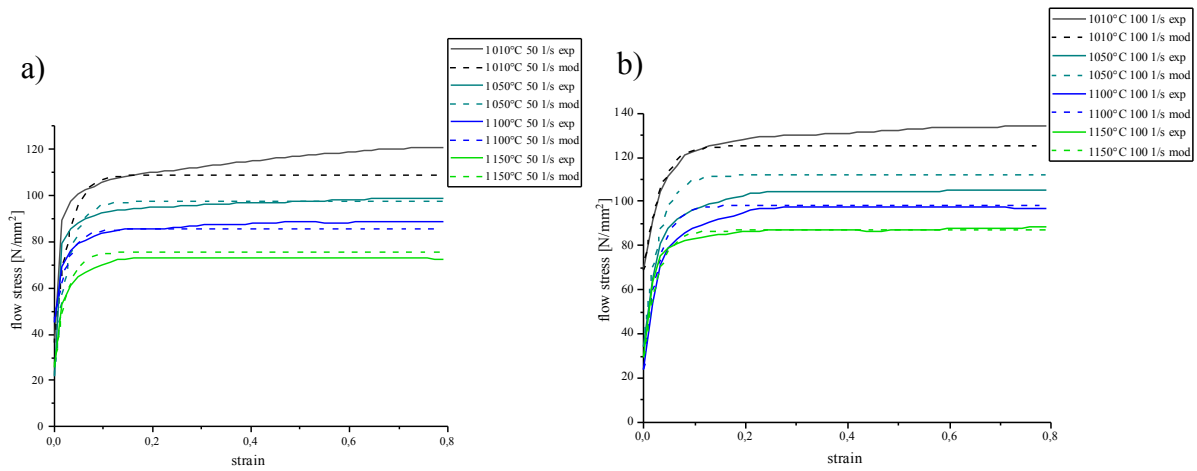 a)
1010°C 50 1/s exp
1010°C 50 1/s mod
1050°C 50 1/s exp
1050°C 50 1/s mod
1100°C 50 1/s exp
1100°C 50 1/s mod
1150°C 50 1/s exp
1150°C 50 1/s mod
120
100
80
60
40
20
0
flow stress [N/mm²]
0,0 0,2 0,4 0,6 0,8
strain
b)
1010°C 100 1/s exp
1010°C 100 1/s mod
1050°C 100 1/s exp
1050°C 100 1/s mod
1100°C 100 1/s exp
1100°C 100 1/s mod
1150°C 100 1/s exp
1150°C 100 1/s mod
140
120
100
80
60
40
20
0
flow stress [N/mm²]
0,0 0,2 0,4 0,6 0,8
strain